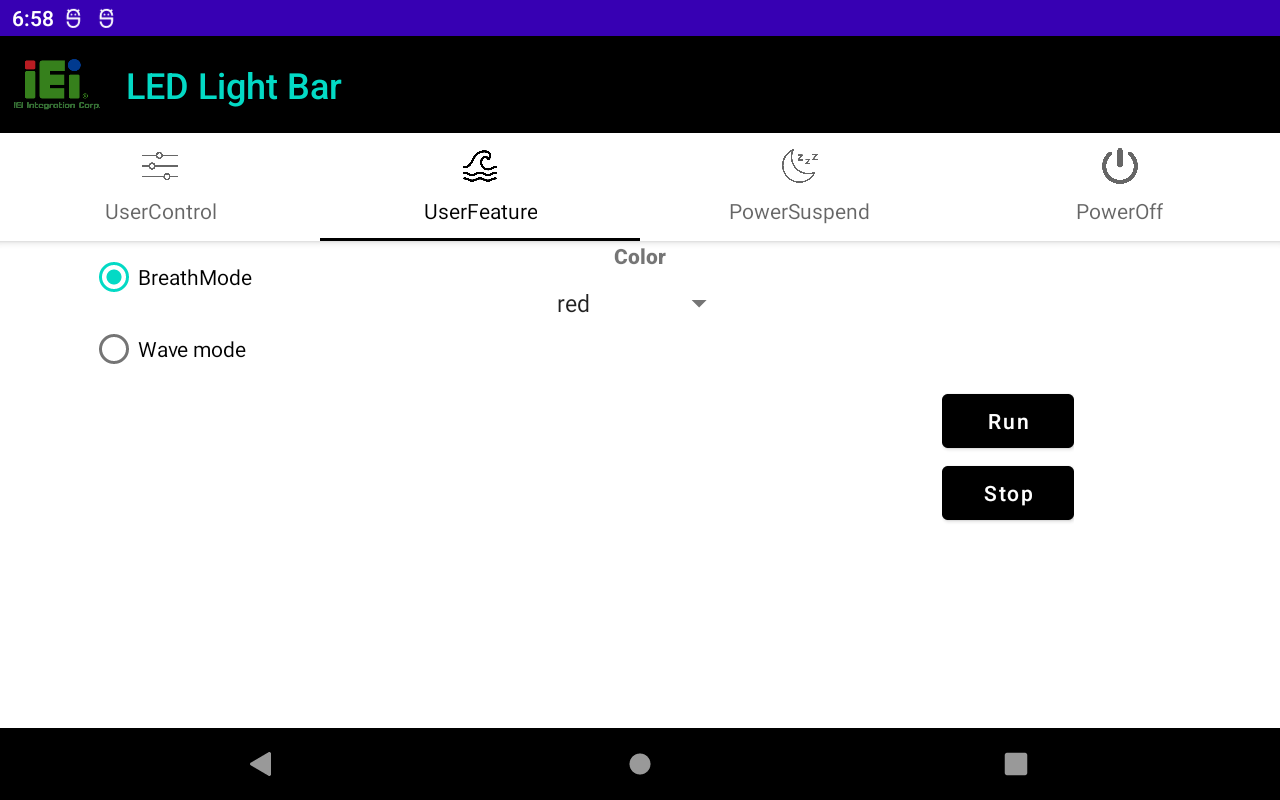 6:58
iEi
IEI Integration Corp.
LED Light Bar
UserControl
UserFeature
PowerSuspend
PowerOff
Color
BreathMode
red
Wave mode
Run
Stop